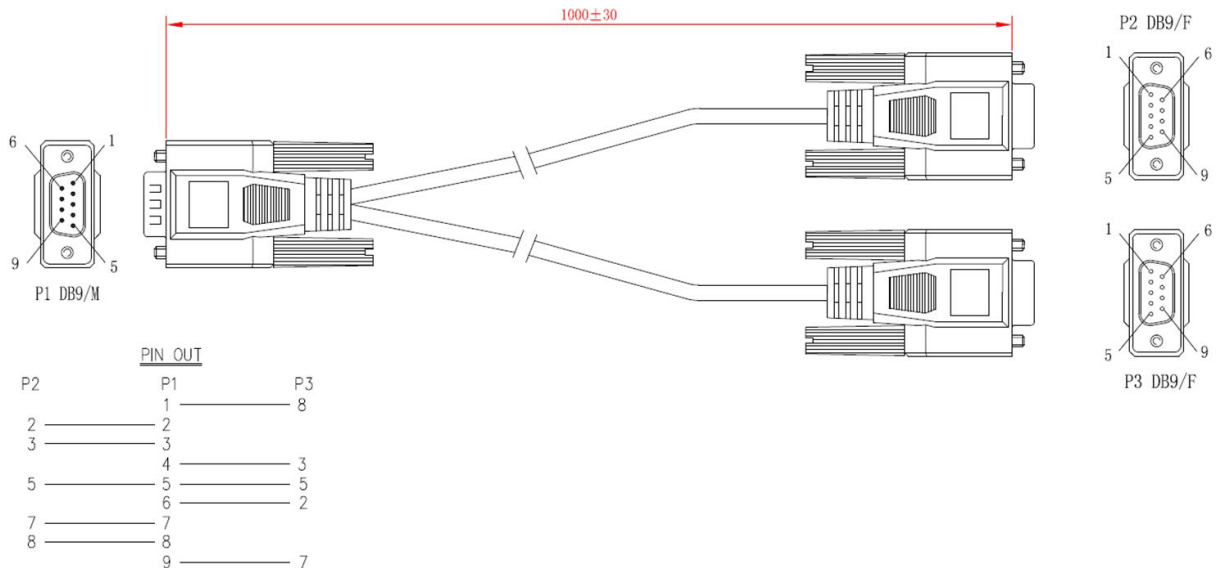 1000±30
P2 DB9/F
1 6
5 9
6 1
9 5
P1 DB9/M
1 6
5 9
P3 DB9/F
PIN OUT
P2 P1 P3
1 8
2 2
3 3
4 3
5 5 5
6 2
7 7
8 8
9 7